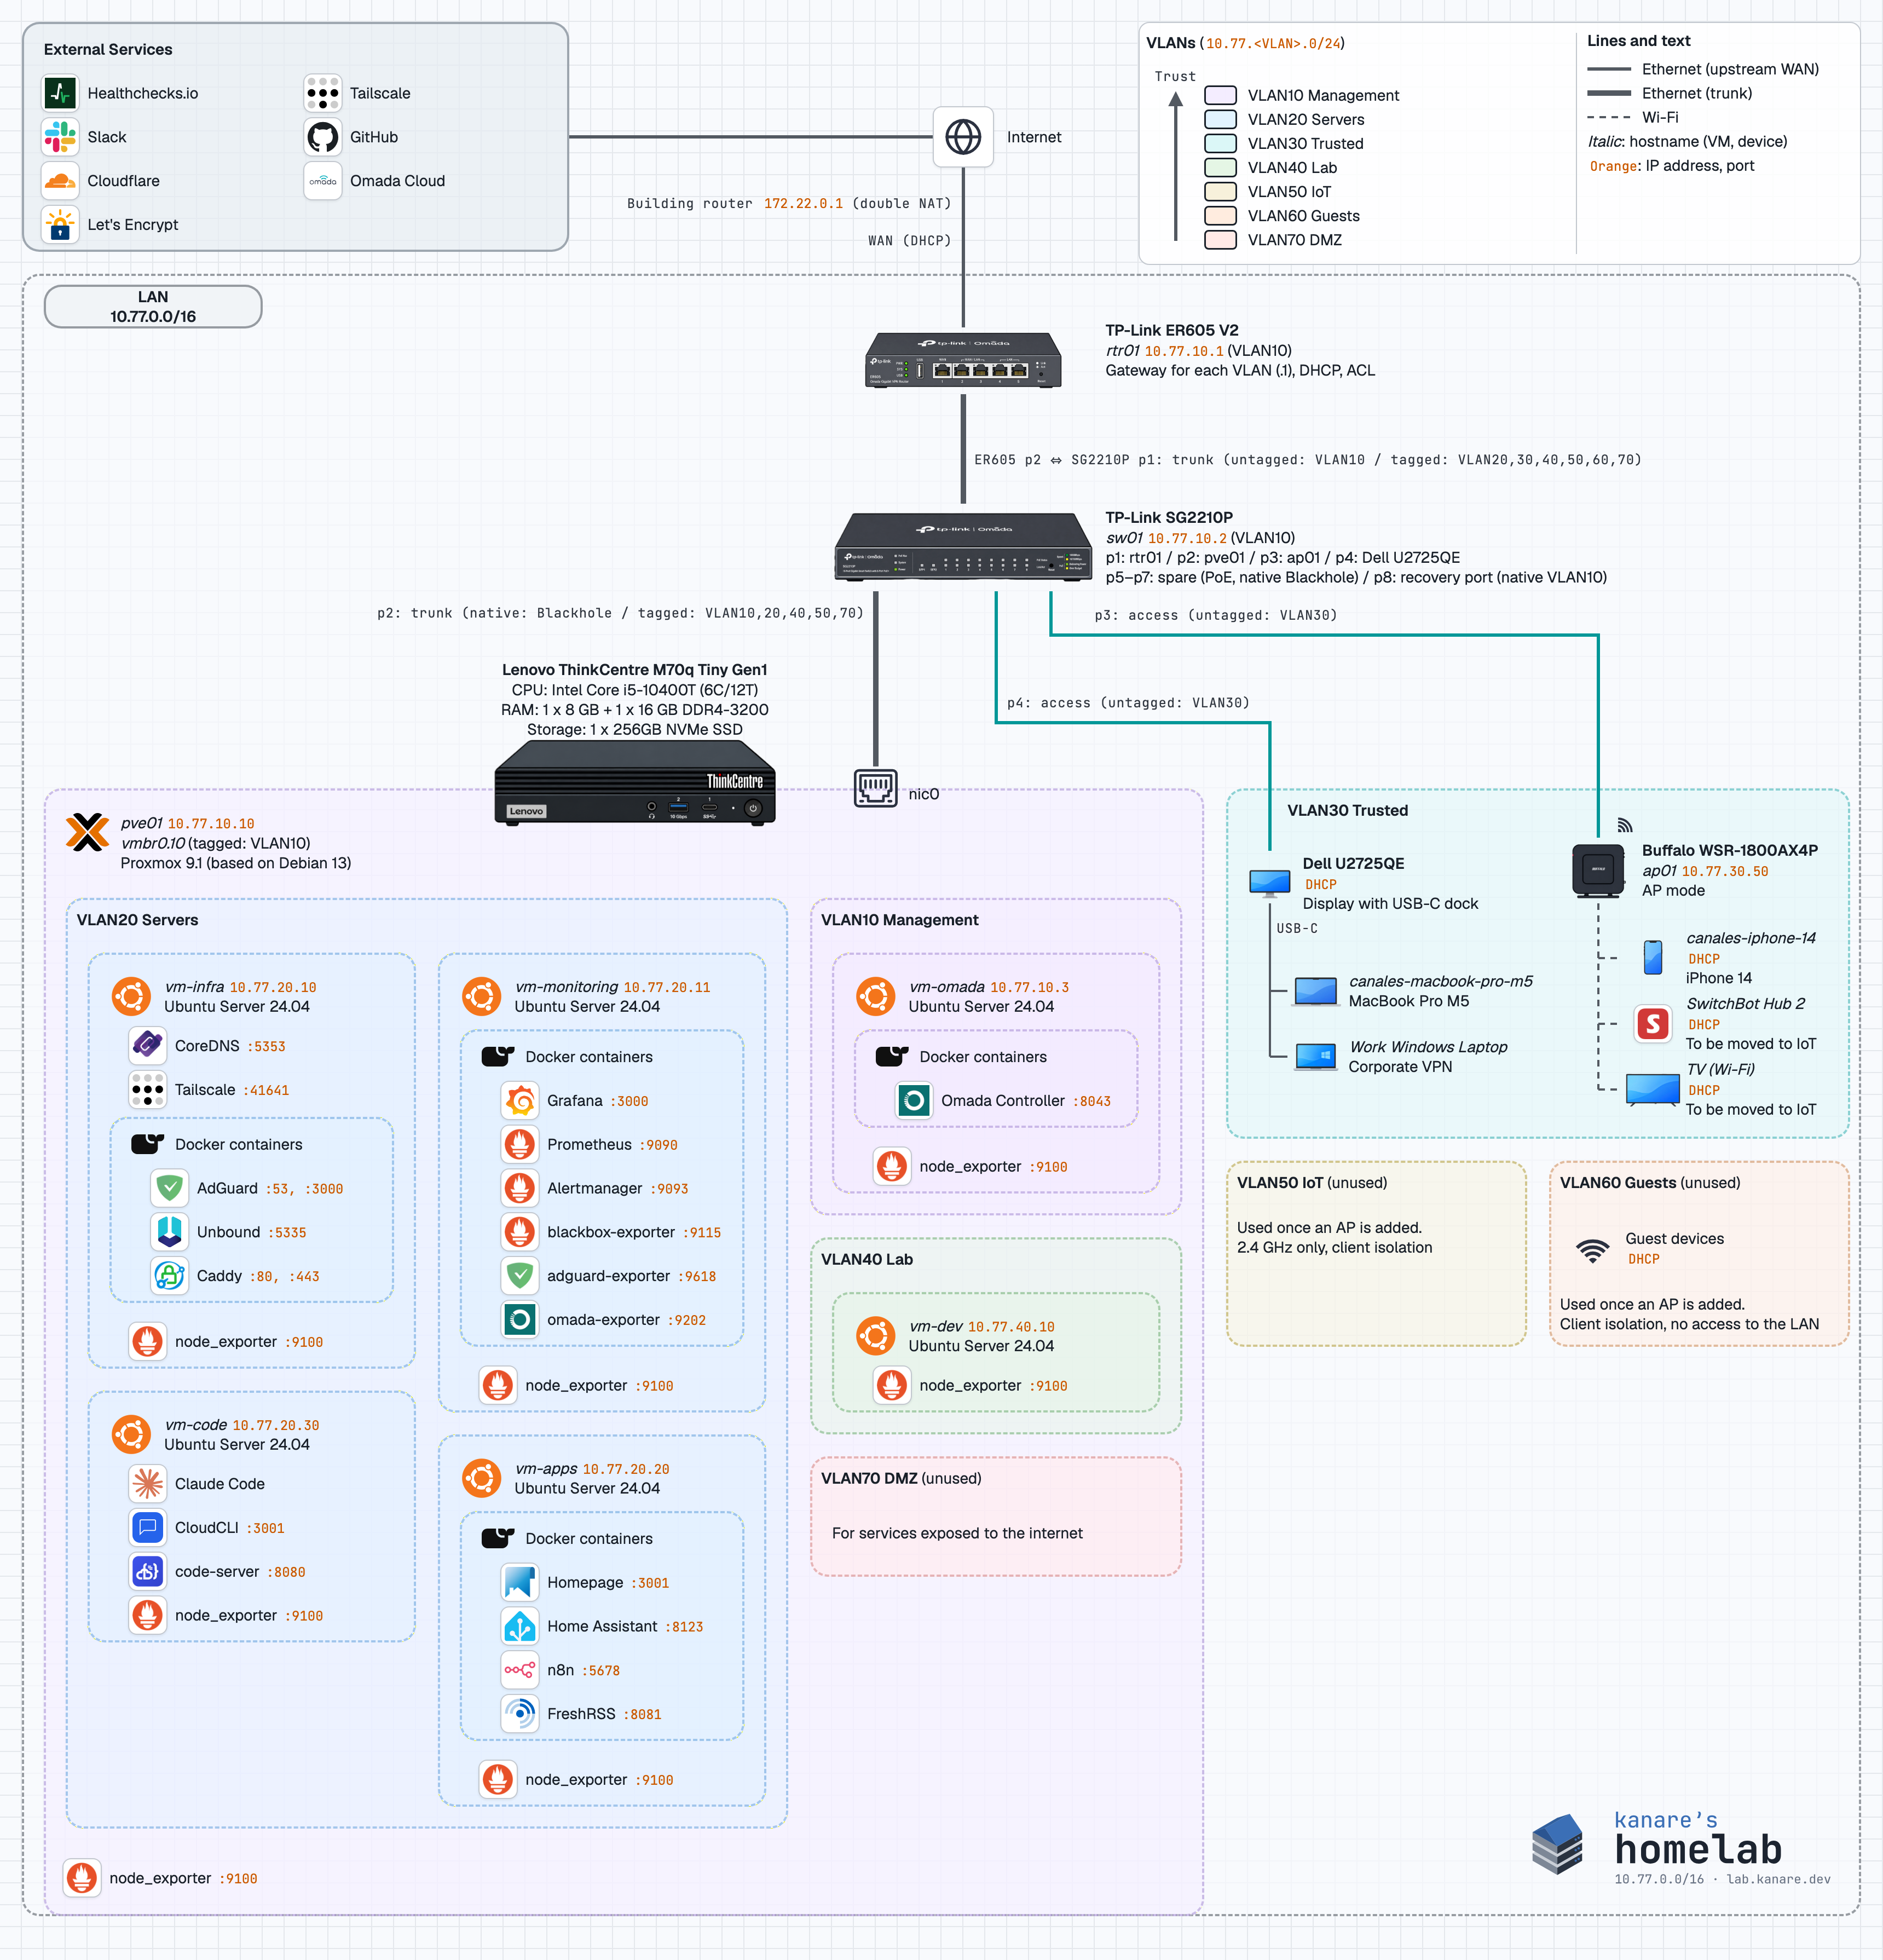 External Services
Healthchecks.io
Slack
Cloudflare
Let's Encrypt
Tailscale
GitHub
omada
Omada Cloud
Internet
Building router 172.22.0.1 (double NAT)
WAN (DHCP)
VLANs (10.77.<VLAN>.0/24)
Trust
VLAN10 Management
VLAN20 Servers
VLAN30 Trusted
VLAN40 Lab
VLAN50 IoT
VLAN60 Guests
VLAN70 DMZ
Lines and text
Ethernet (upstream WAN)
Ethernet (trunk)
Wi-Fi
Italic: hostname (VM, device)
Orange: IP address, port
LAN
10.77.0.0/16
tp-link | Omada
TP-Link ER605 V2
rtr01 10.77.10.1 (VLAN10)
Gateway for each VLAN (.1), DHCP, ACL
ER605 p2 ⇔ SG2210P p1: trunk (untagged: VLAN10 / tagged: VLAN20,30,40,50,60,70)
tp-link | Omada
TP-Link SG2210P
sw01 10.77.10.2 (VLAN10)
p1: rtr01 / p2: pve01 / p3: ap01 / p4: Dell U2725QE
p5–p7: spare (PoE, native Blackhole) / p8: recovery port (native VLAN10)
p2: trunk (native: Blackhole / tagged: VLAN10,20,40,50,70)
p3: access (untagged: VLAN30)
p4: access (untagged: VLAN30)
Lenovo ThinkCentre M70q Tiny Gen1
CPU: Intel Core i5-10400T (6C/12T)
RAM: 1 x 8 GB + 1 x 16 GB DDR4-3200
Storage: 1 x 256GB NVMe SSD
ThinkCentre
Lenovo
nic0
pve01 10.77.10.10
vmbr0.10 (tagged: VLAN10)
Proxmox 9.1 (based on Debian 13)
VLAN20 Servers
vm-infra 10.77.20.10
Ubuntu Server 24.04
CoreDNS :5353
Tailscale :41641
Docker containers
AdGuard :53, :3000
Unbound :5335
Caddy :80, :443
node_exporter :9100
vm-code 10.77.20.30
Ubuntu Server 24.04
Claude Code
CloudCLI :3001
code-server :8080
node_exporter :9100
vm-monitoring 10.77.20.11
Ubuntu Server 24.04
Docker containers
Grafana :3000
Prometheus :9090
Alertmanager :9093
blackbox-exporter :9115
adguard-exporter :9618
omada-exporter :9202
node_exporter :9100
vm-apps 10.77.20.20
Ubuntu Server 24.04
Docker containers
Homepage :3001
Home Assistant :8123
n8n :5678
FreshRSS :8081
node_exporter :9100
VLAN10 Management
vm-omada 10.77.10.3
Ubuntu Server 24.04
Docker containers
Omada Controller :8043
node_exporter :9100
VLAN40 Lab
vm-dev 10.77.40.10
Ubuntu Server 24.04
node_exporter :9100
VLAN70 DMZ (unused)
For services exposed to the internet
node_exporter :9100
VLAN30 Trusted
Dell U2725QE
DHCP
Display with USB-C dock
USB-C
canales-macbook-pro-m5
MacBook Pro M5
Work Windows Laptop
Corporate VPN
Buffalo WSR-1800AX4P
ap01 10.77.30.50
AP mode
canales-iphone-14
DHCP
iPhone 14
SwitchBot Hub 2
DHCP
To be moved to IoT
TV (Wi-Fi)
DHCP
To be moved to IoT
VLAN50 IoT (unused)
Used once an AP is added.
2.4 GHz only, client isolation
VLAN60 Guests (unused)
Guest devices
DHCP
Used once an AP is added.
Client isolation, no access to the LAN
kanare's
homelab
10.77.0.0/16 · lab.kanare.dev